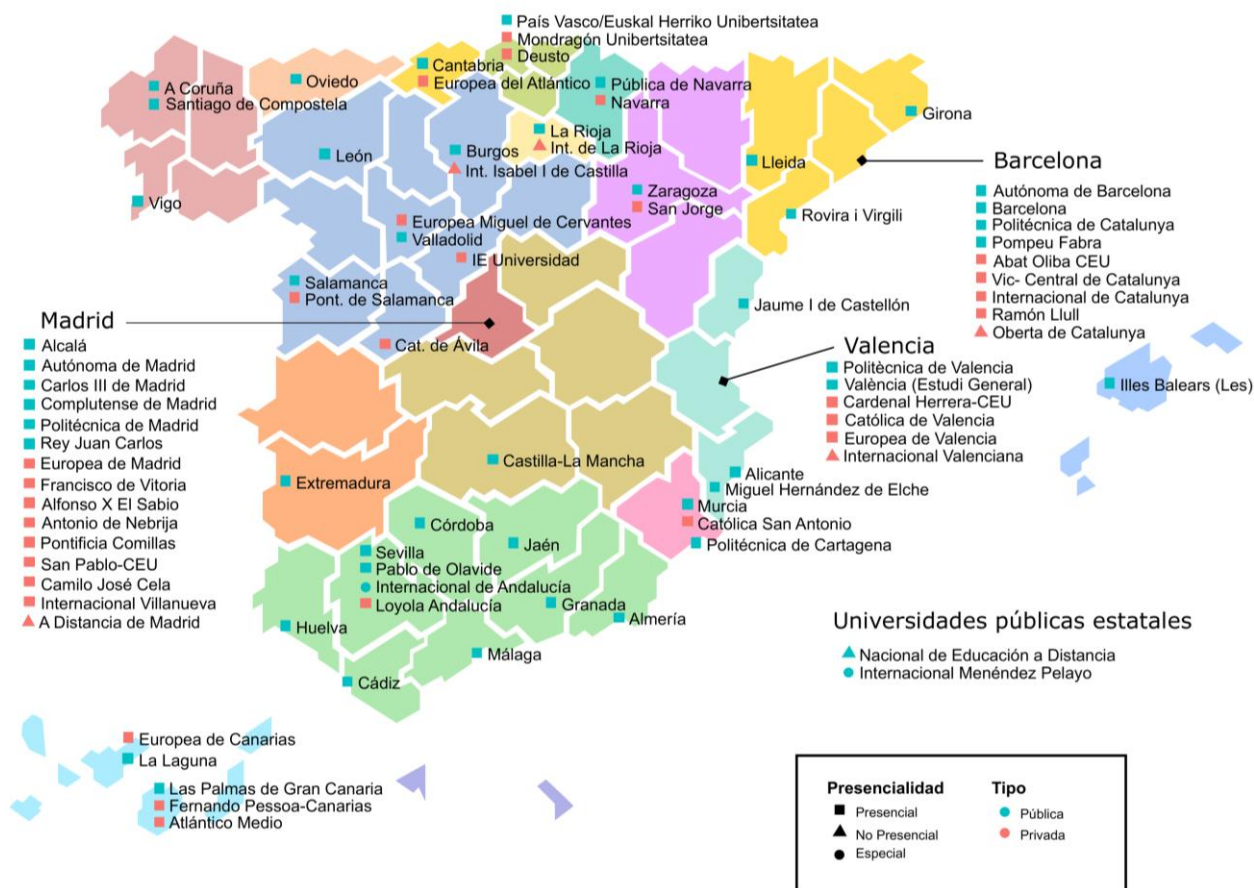 País Vasco/Euskal Herriko Unibertsitatea
Mondragón Unibertsitatea
Deusto
Cantabria
Europea del Atlántico
A Coruña
Santiago de Compostela
Oviedo
Pública de Navarra
Navarra
Girona
La Rioja
Int. de La Rioja
León
Burgos
Int. Isabel I de Castilla
Lleida
Vigo
Zaragoza
San Jorge
Rovira i Virgili
Europea Miguel de Cervantes
Valladolid
IE Universidad
Salamanca
Pont. de Salamanca
Cat. de Ávila
Jaume I de Castellón
Barcelona
Autónoma de Barcelona
Barcelona
Politécnica de Catalunya
Pompeu Fabra
Abat Oliba CEU
Vic- Central de Catalunya
Internacional de Catalunya
Ramón Llull
Oberta de Catalunya
Madrid
Alcalá
Autónoma de Madrid
Carlos III de Madrid
Complutense de Madrid
Politécnica de Madrid
Rey Juan Carlos
Europea de Madrid
Francisco de Vitoria
Alfonso X El Sabio
Antonio de Nebrija
Pontificia Comillas
San Pablo-CEU
Camilo José Cela
Internacional Villanueva
A Distancia de Madrid
Valencia
Politècnica de Valencia
València (Estudi General)
Cardenal Herrera-CEU
Católica de Valencia
Europea de Valencia
Internacional Valenciana
Illes Balears (Les)
Castilla-La Mancha
Extremadura
Alicante
Miguel Hernández de Elche
Murcia
Católica San Antonio
Politécnica de Cartagena
Córdoba
Jaén
Sevilla
Pablo de Olavide
Internacional de Andalucía
Loyola Andalucía
Granada
Almería
Huelva
Málaga
Cádiz
Universidades públicas estatales
Nacional de Educación a Distancia
Internacional Menéndez Pelayo
Europea de Canarias
La Laguna
Las Palmas de Gran Canaria
Fernando Pessoa-Canarias
Atlántico Medio
Presencialidad
Presencial
No Presencial
Especial
Tipo
Pública
Privada